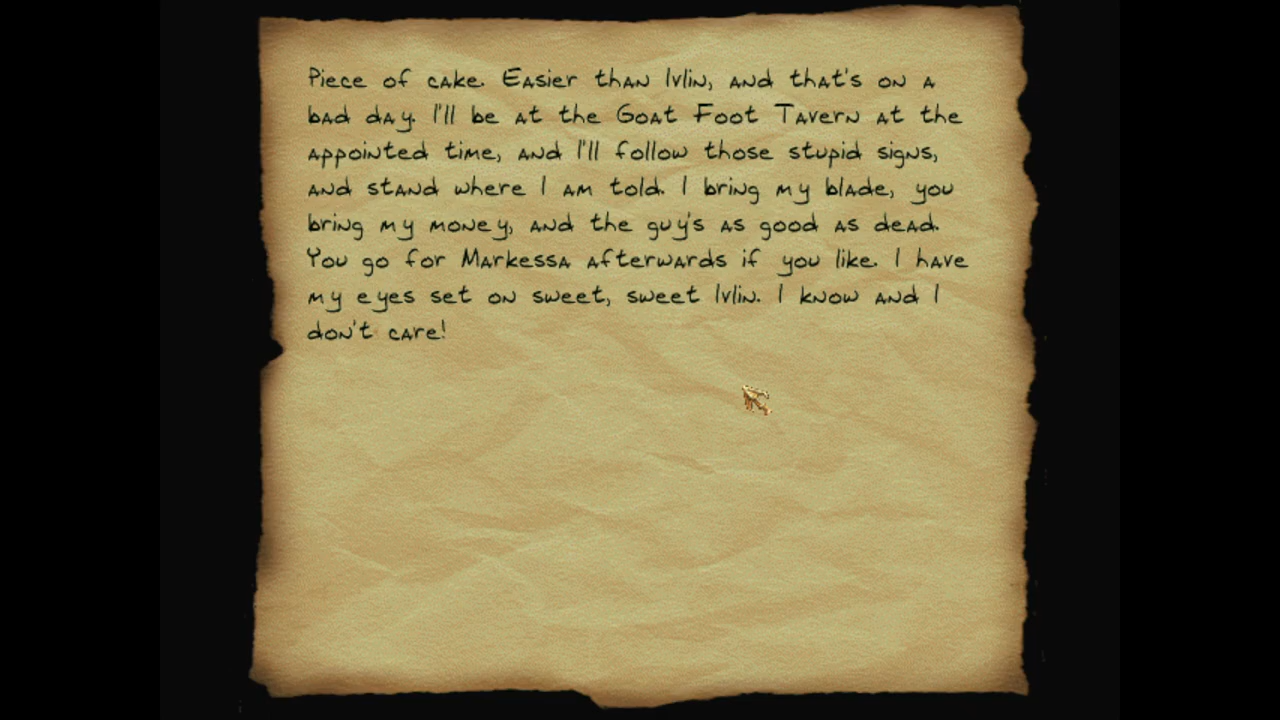 Piece of cake. Easier than Ivlin, and that's on a
bad day. I'll be at the Goat Foot Tavern at the
appointed time, and I'll follow those stupid signs,
and stand where I am told. I bring my blade, you
bring my money, and the guy's as good as dead.
You go for Markessa afterwards if you like. I have
my eyes set on sweet, sweet Ivlin. I know and I
don't care!